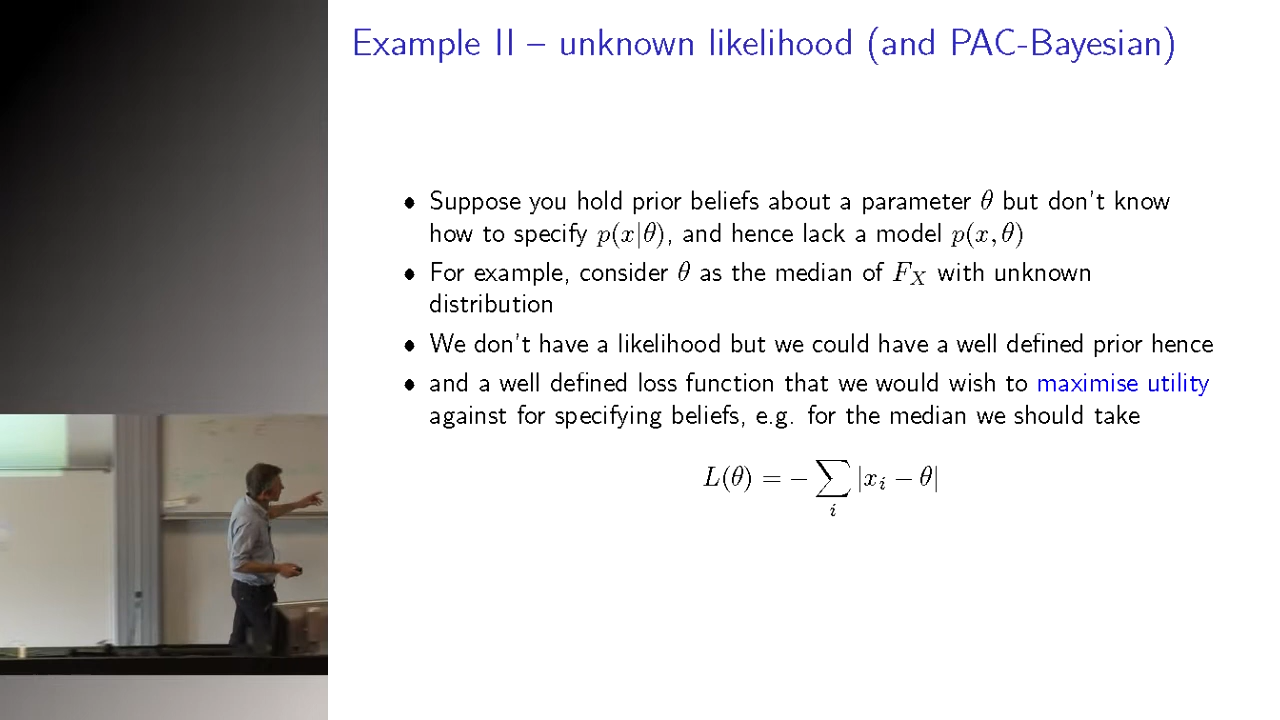 Example II – unknown likelihood (and PAC-Bayesian)
• Suppose you hold prior beliefs about a parameter θ but don't know
how to specify p(x|θ), and hence lack a model p(x, θ)
• For example, consider θ as the median of F_X with unknown
distribution
• We don't have a likelihood but we could have a well defined prior hence
• and a well defined loss function that we would wish to maximise utility
against for specifying beliefs, e.g. for the median we should take
L(θ) = − ∑_i |x_i − θ|